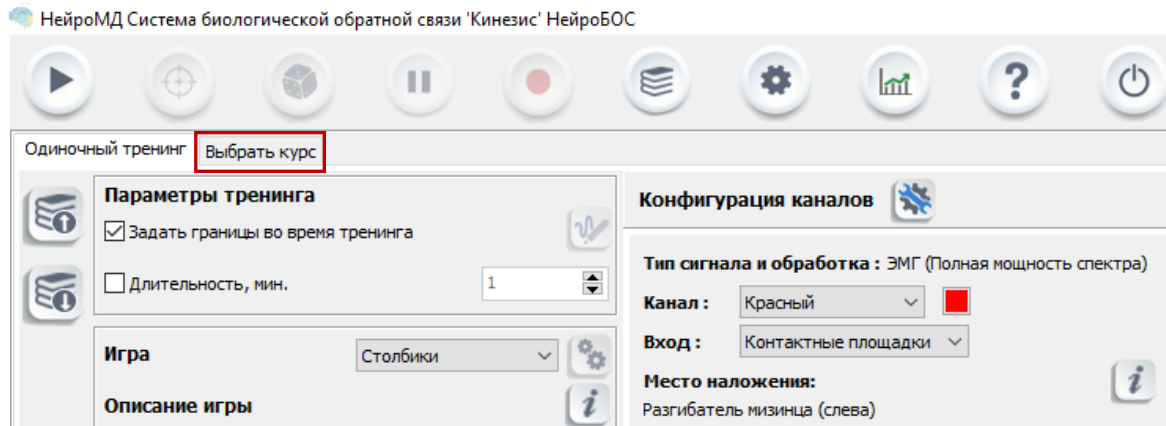 НейроМД Система биологической обратной связи 'Кинезис' НейроБОС
?
Одиночный тренинг Выбрать курс
Параметры тренинга
Задать границы во время тренинга
Длительность, мин. 1
Игра Столбики
Описание игры i
Конфигурация каналов
Тип сигнала и обработка : ЭМГ (Полная мощность спектра)
Канал : Красный
Вход : Контактные площадки
Место наложения: i
Разгибатель мизинца (слева)